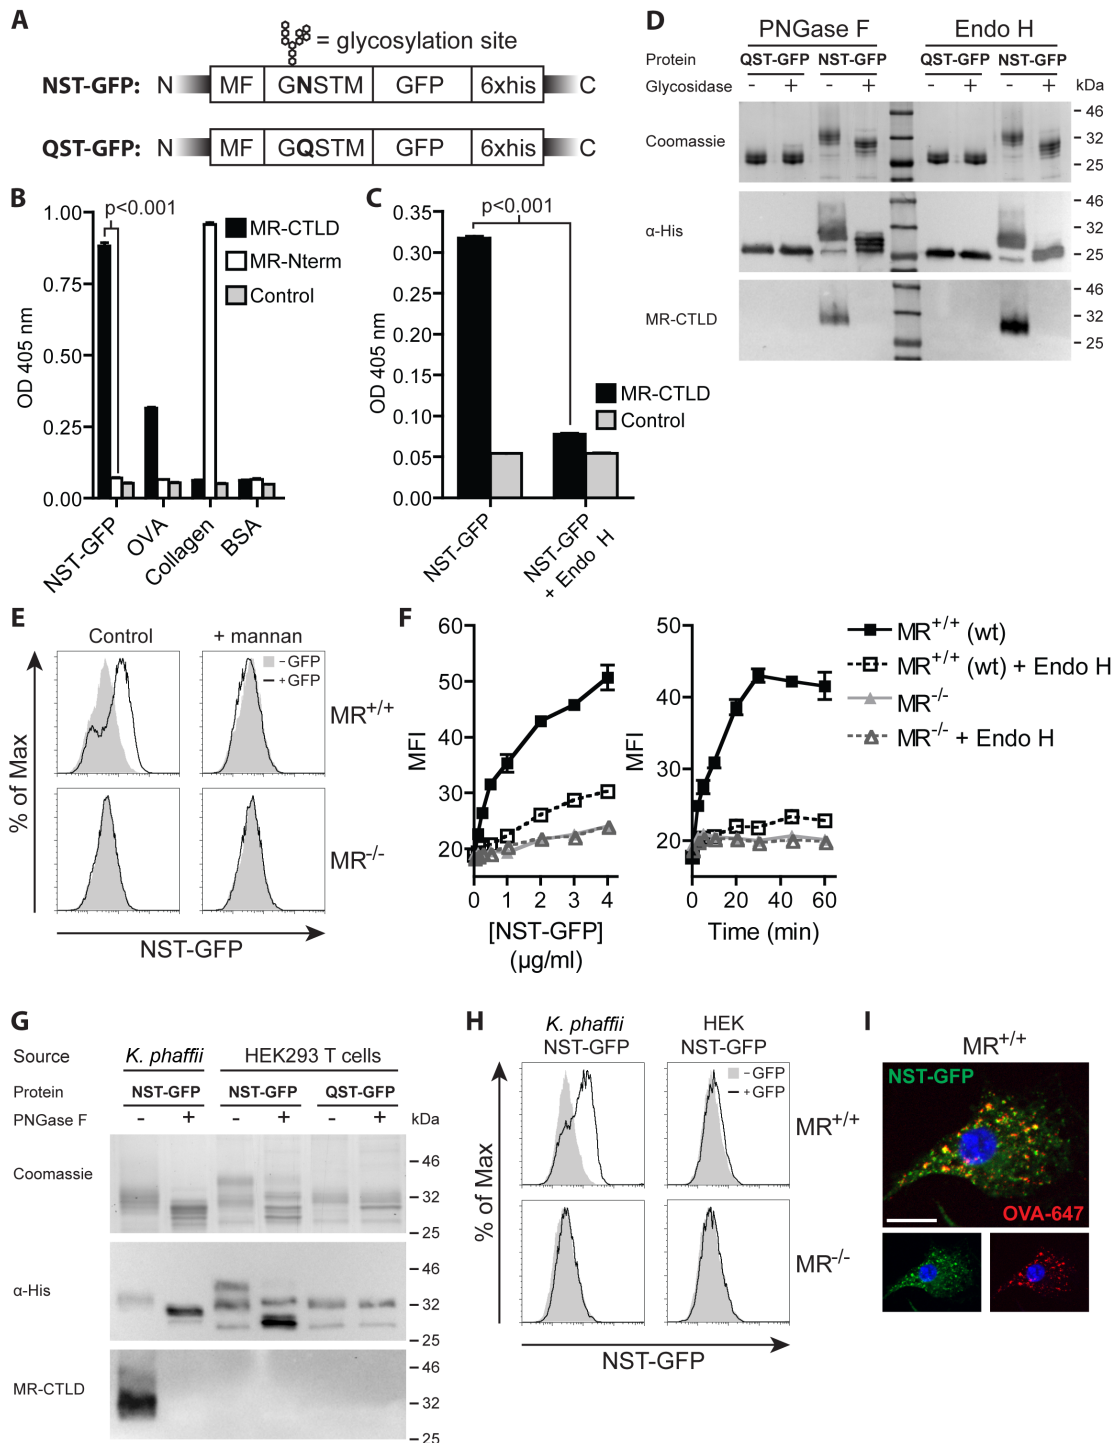 A
= glycosylation site
NST-GFP: N MF GNSTM GFP 6xhis C
QST-GFP: N MF GQSTM GFP 6xhis C
B
p<0.001
MR-CTLD
MR-Nterm
Control
OD 405 nm
1.00
0.75
0.50
0.25
0.00
NST-GFP
OVA
Collagen
BSA
C
p<0.001
OD 405 nm
0.35
0.30
0.25
0.20
0.15
0.10
0.05
0.00
MR-CTLD
Control
NST-GFP
NST-GFP
+ Endo H
D
PNGase F Endo H
Protein QST-GFP NST-GFP QST-GFP NST-GFP
Glycosidase - + - + - + - + kDa
Coomassie
46
32
25
α-His
46
32
25
MR-CTLD
46
32
25
E
Control + mannan
- GFP
+ GFP
MR+/+
MR-/-
% of Max
NST-GFP
F
MFI
60
50
40
30
20
0 1 2 3 4
[NST-GFP]
(µg/ml)
MFI
50
40
30
20
0 20 40 60
Time (min)
MR+/+ (wt)
MR+/+ (wt) + Endo H
MR-/-
MR-/- + Endo H
G
Source K. phaffii HEK293 T cells
Protein NST-GFP NST-GFP QST-GFP
PNGase F - + - + - + kDa
Coomassie
46
32
25
α-His
46
32
25
MR-CTLD
46
32
25
H
K. phaffii HEK
NST-GFP NST-GFP
- GFP
+ GFP
MR+/+
MR-/-
% of Max
NST-GFP
I
MR+/+
NST-GFP
OVA-647